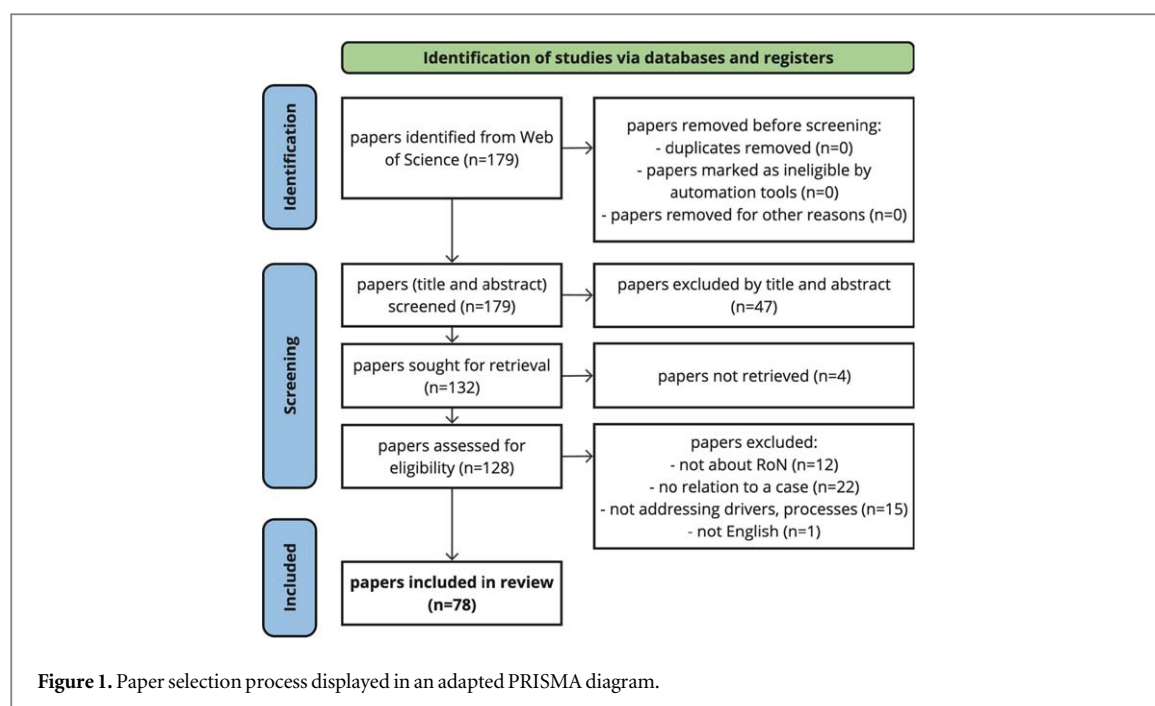 Identification of studies via databases and registers
Identification
papers identified from Web
of Science (n=179)
papers removed before screening:
- duplicates removed (n=0)
- papers marked as ineligible by
automation tools (n=0)
- papers removed for other reasons (n=0)
Screening
papers (title and abstract)
screened (n=179)
papers excluded by title and abstract
(n=47)
papers sought for retrieval
(n=132)
papers not retrieved (n=4)
papers assessed for
eligibility (n=128)
papers excluded:
- not about RoN (n=12)
- no relation to a case (n=22)
- not addressing drivers, processes (n=15)
- not English (n=1)
Included
papers included in review
(n=78)
Figure 1. Paper selection process displayed in an adapted PRISMA diagram.